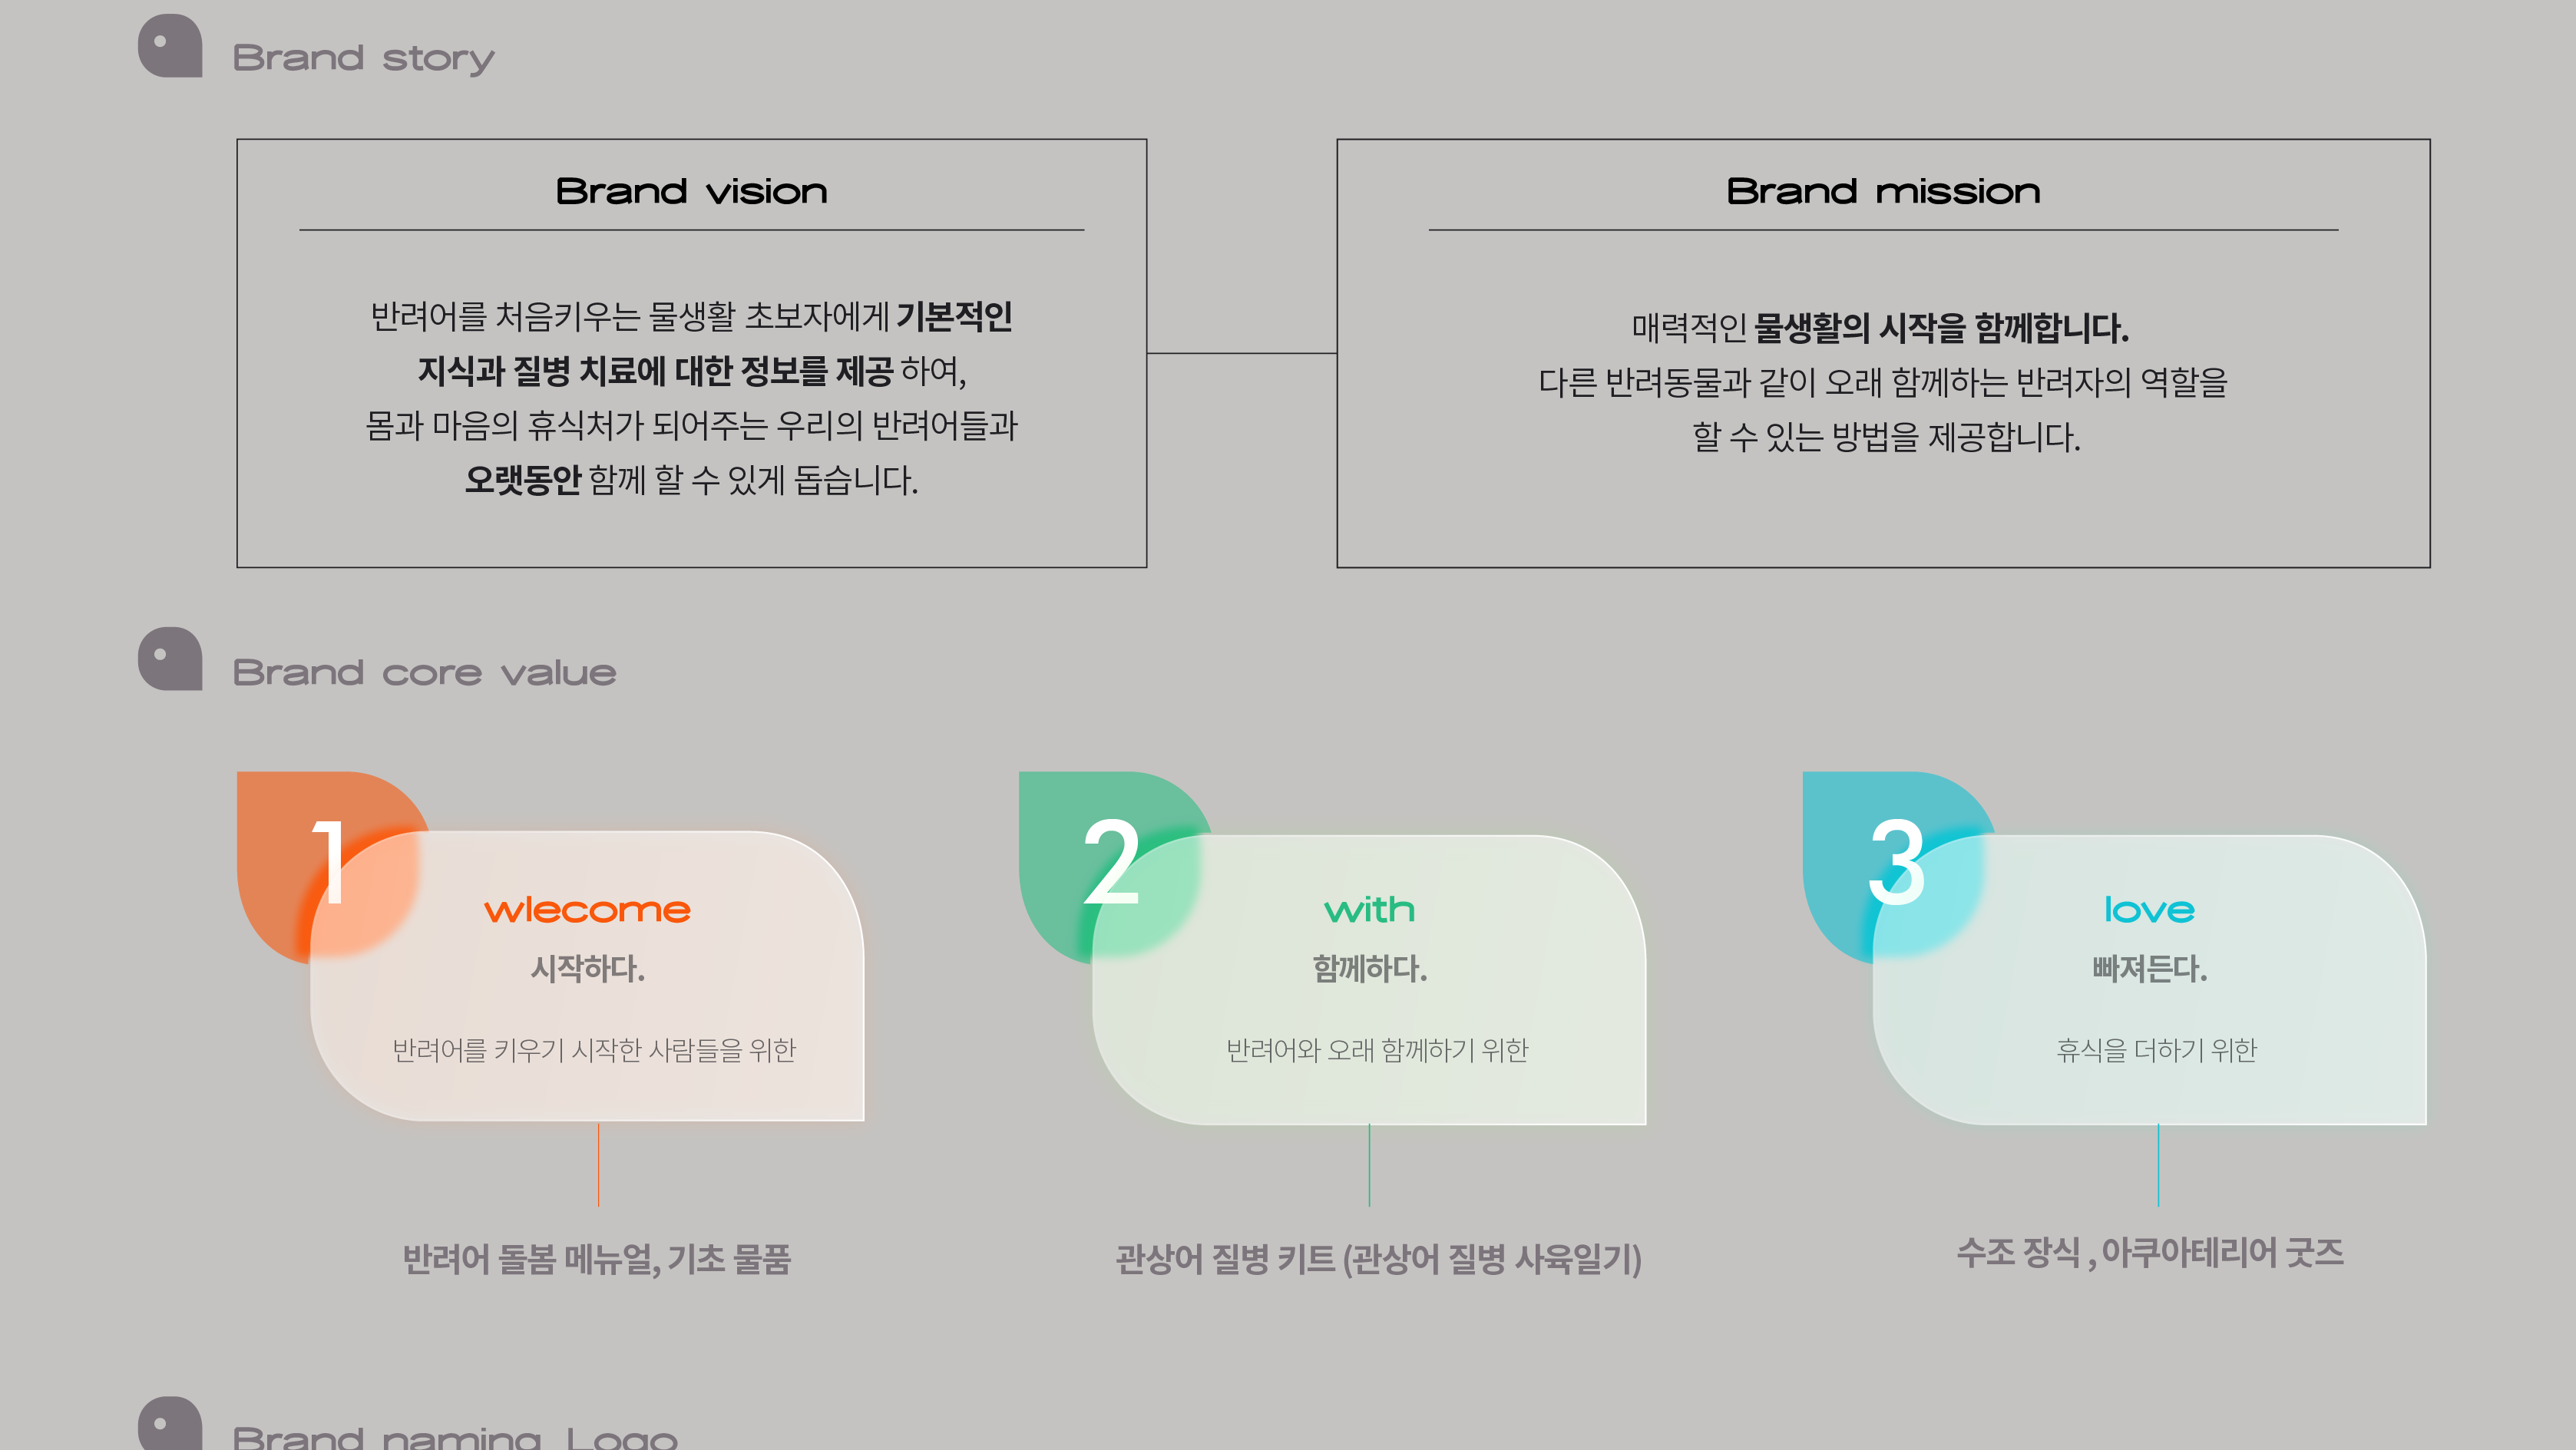 Brand story
Brand vision
반려어를 처음키우는 물생활 초보자에게 기본적인
지식과 질병 치료에 대한 정보를 제공 하여,
몸과 마음의 휴식처가 되어주는 우리의 반려어들과
오랫동안 함께 할 수 있게 돕습니다.
Brand mission
매력적인 물생활의 시작을 함께합니다.
다른 반려동물과 같이 오래 함께하는 반려자의 역할을
할 수 있는 방법을 제공합니다.
Brand core value
1
wlecome
시작하다.
반려어를 키우기 시작한 사람들을 위한
반려어 돌봄 메뉴얼, 기초 물품
2
with
함께하다.
반려어와 오래 함께하기 위한
관상어 질병 키트 (관상어 질병 사육일기)
3
love
빠져든다.
휴식을 더하기 위한
수조 장식 , 아쿠아테리어 굿즈
Brand naming Logo